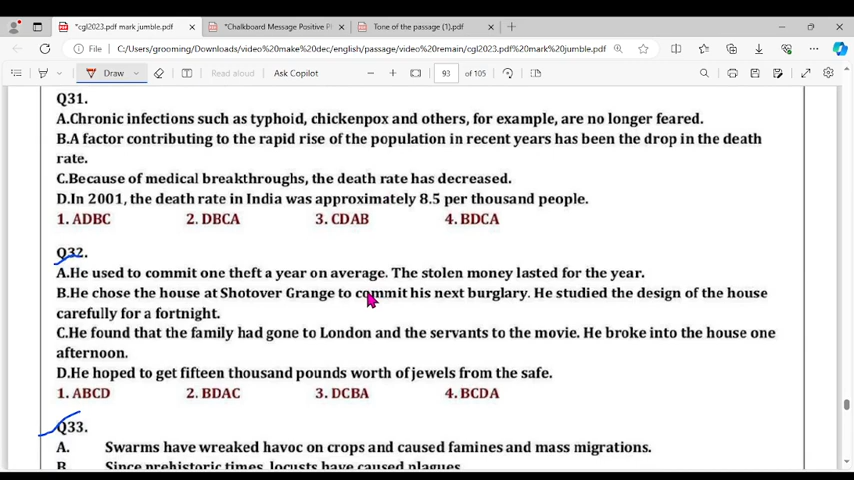 *cgl2023.pdf mark jumble.pdf
*Chalkboard Message Positive P
Tone of the passage (1).pdf
File
C:/Users/grooming/Downloads/video%20make%20dec/english/passage/video%20remain/cgl2023.pdf%20mark%20jumble.pdf
Draw
Read aloud
Ask Copilot
93 of 105
Q31.
A.Chronic infections such as typhoid, chickenpox and others, for example, are no longer feared.
B.A factor contributing to the rapid rise of the population in recent years has been the drop in the death
rate.
C.Because of medical breakthroughs, the death rate has decreased.
D.In 2001, the death rate in India was approximately 8.5 per thousand people.
1. ADBC 2. DBCA 3. CDAB 4. BDCA
Q32.
A.He used to commit one theft a year on average. The stolen money lasted for the year.
B.He chose the house at Shotover Grange to commit his next burglary. He studied the design of the house
carefully for a fortnight.
C.He found that the family had gone to London and the servants to the movie. He broke into the house one
afternoon.
D.He hoped to get fifteen thousand pounds worth of jewels from the safe.
1. ABCD 2. BDAC 3. DCBA 4. BCDA
Q33.
A. Swarms have wreaked havoc on crops and caused famines and mass migrations.
B. Since prehistoric times, locusts have caused plagues.